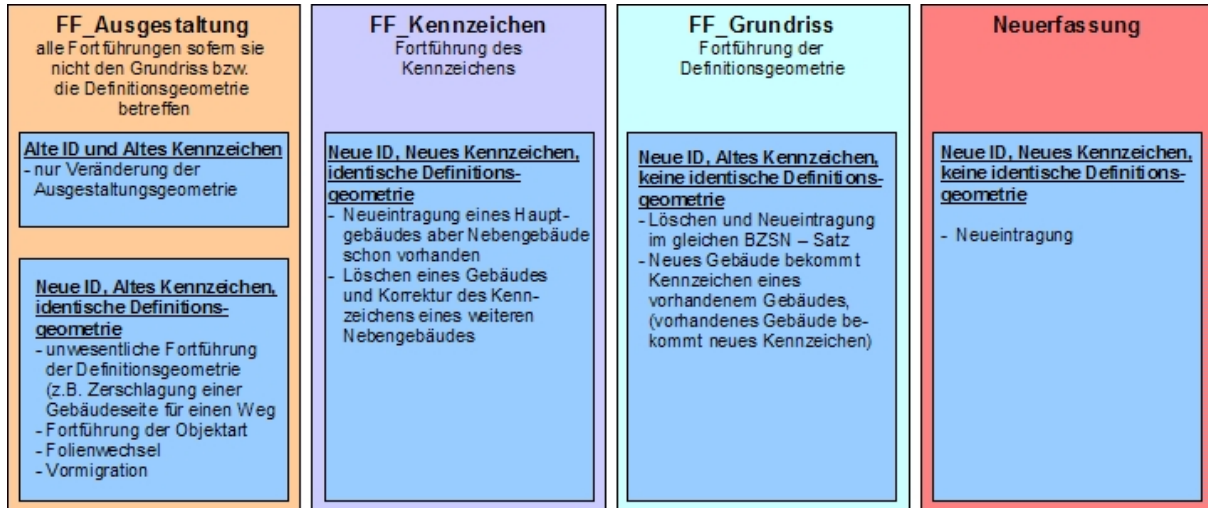 FF_Ausgestaltung
alle Fortführungen sofern sie
nicht den Grundriss bzw.
die Definitionsgeometrie
betreffen
Alte ID und Altes Kennzeichen
- nur Veränderung der
Ausgestaltungsgeometrie
Neue ID, Altes Kennzeichen,
identische Definitions-
geometrie
- unwesentliche Fortführung
der Definitionsgeometrie
(z.B. Zerschlagung einer
Gebäudeseite für einen Weg
- Fortführung der Objektart
- Folienwechsel
- Vormigration
FF_Kennzeichen
Fortführung des
Kennzeichens
Neue ID, Neues Kennzeichen,
identische Definitions-
geometrie
- Neueintragung eines Haupt-
gebäudes aber Nebengebäude
schon vorhanden
- Löschen eines Gebäudes
und Korrektur des Kenn-
zeichens eines weiteren
Nebengebäudes
FF_Grundriss
Fortführung der
Definitionsgeometrie
Neue ID, Altes Kennzeichen,
keine identische Definitions-
geometrie
- Löschen und Neueintragung
im gleichen BZSN – Satz
- Neues Gebäude bekommt
Kennzeichen eines
vorhandenem Gebäudes,
(vorhandenes Gebäude be-
kommt neues Kennzeichen)
Neuerfassung
Neue ID, Neues Kennzeichen,
keine identische Definitions-
geometrie
- Neueintragung